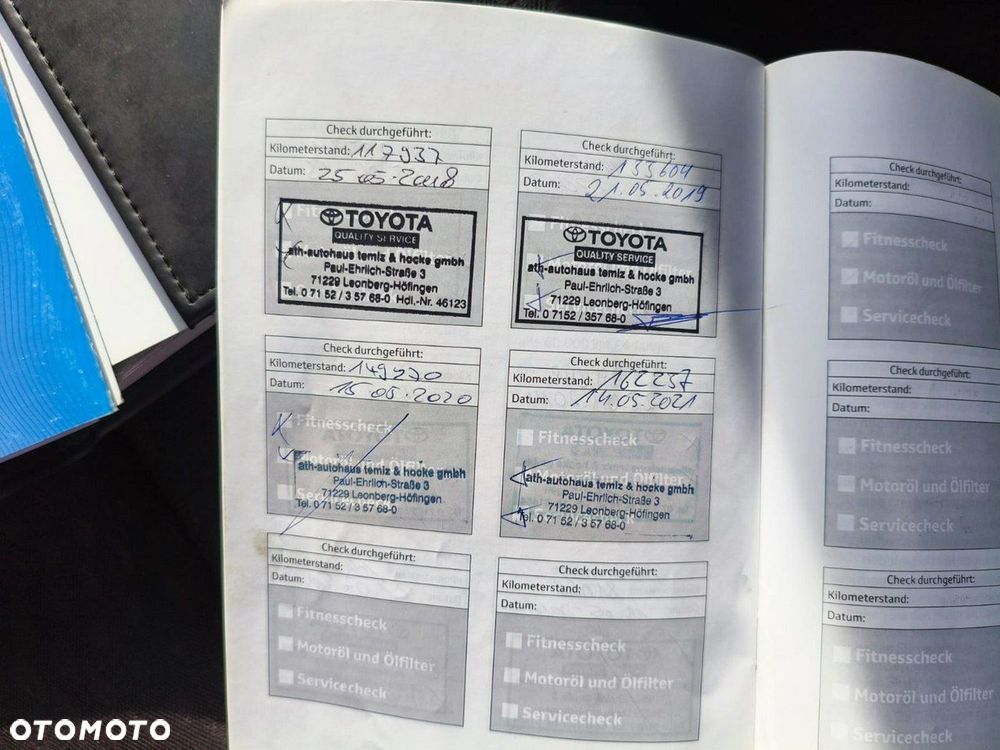 Check durchgeführt:
Kilometerstand: 117937
Datum: 25 05.2018
TOYOTA
QUALITY SERVICE
ath-autohaus temiz & hocke gmbh
Paul-Ehrlich-Straße 3
71229 Leonberg-Höfingen
Tel. 0 71 52 / 3 57 68-0 Hdl.-Nr. 46123
Check durchgeführt:
Kilometerstand: 133604
Datum: 21.05.2019
TOYOTA
QUALITY SERVICE
ath-autohaus temiz & hocke gmbh
Paul-Ehrlich-Straße 3
71229 Leonberg-Höfingen
Tel. 0 7152 / 357 68-0
Check durchgeführt:
Kilometerstand:
Datum:
Fitnesscheck
Motoröl und Ölfilter
Servicecheck
Check durchgeführt:
Kilometerstand: 149270
Datum: 15 05.2020
Fitnesscheck
ath-autohaus temiz & hocke gmbh
Paul-Ehrlich-Straße 3
71229 Leonberg-Höfingen
Tel. 0 71 52 / 3 57 68-0
Check durchgeführt:
Kilometerstand: 162257
Datum: 14.05.2021
Fitnesscheck
ath-autohaus temiz & hocke gmbh
Paul-Ehrlich-Straße 3
71229 Leonberg-Höfingen
Tel. 0 71 52 / 3 57 68-0
Check durchgeführt:
Kilometerstand:
Datum:
Fitnesscheck
Motoröl und Ölfilter
Servicecheck
Check durchgeführt:
Kilometerstand:
Datum:
Fitnesscheck
Motoröl und Ölfilter
Servicecheck
Check durchgeführt:
Kilometerstand:
Datum:
Fitnesscheck
Motoröl und Ölfilter
Servicecheck
Check durchgeführt:
Kilometerstand:
Datum:
Fitnesscheck
Motoröl und Ölfilter
Servicecheck
OTOMOTO